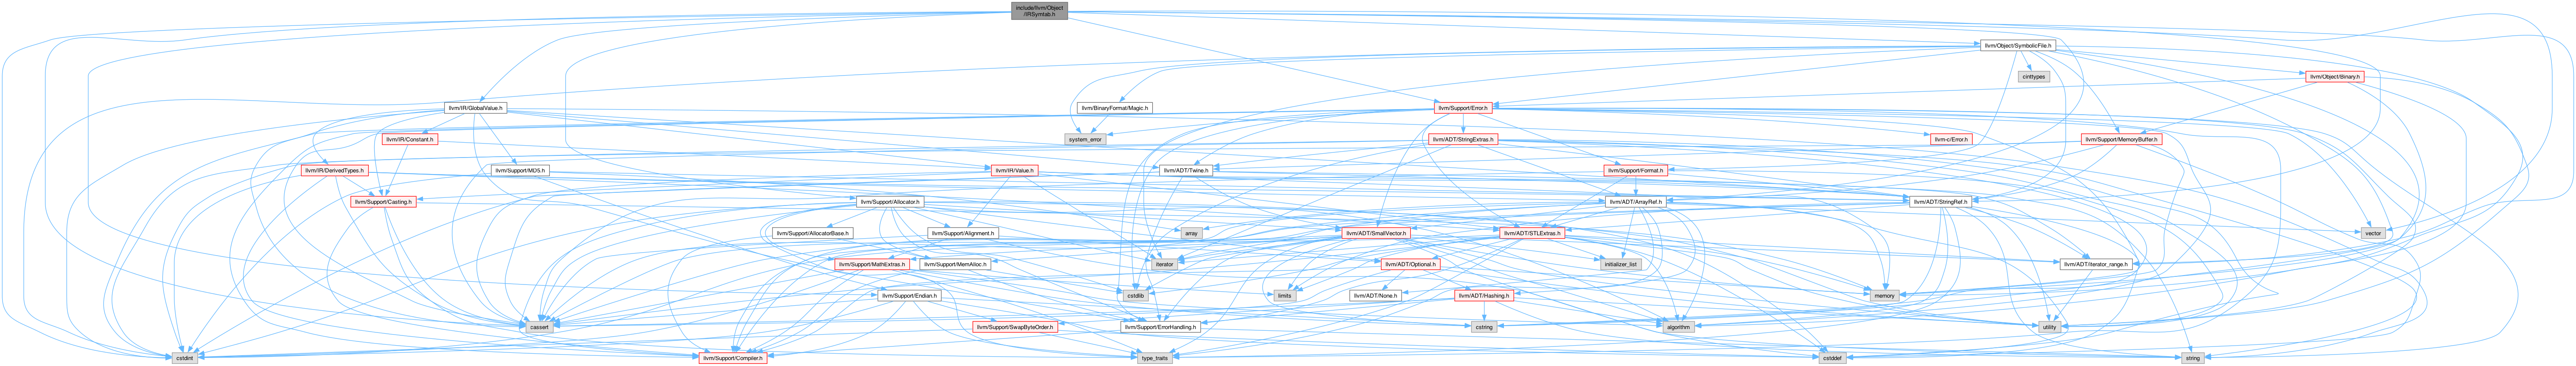 include/llvm/Object
/IRSymtab.h
llvm/Object/SymbolicFile.h
cinttypes
llvm/Object/Binary.h
llvm/IR/GlobalValue.h
llvm/BinaryFormat/Magic.h
llvm/Support/Error.h
llvm/IR/Constant.h
system_error
llvm/ADT/StringExtras.h
llvm-c/Error.h
llvm/Support/MemoryBuffer.h
llvm/IR/DerivedTypes.h
llvm/Support/MD5.h
llvm/IR/Value.h
llvm/ADT/Twine.h
llvm/Support/Format.h
llvm/Support/Casting.h
llvm/Support/Allocator.h
llvm/ADT/ArrayRef.h
llvm/ADT/StringRef.h
llvm/Support/AllocatorBase.h
llvm/Support/Alignment.h
array
llvm/ADT/SmallVector.h
llvm/ADT/STLExtras.h
vector
llvm/Support/MathExtras.h
llvm/Support/MemAlloc.h
iterator
llvm/ADT/Optional.h
initializer_list
llvm/ADT/iterator_range.h
llvm/Support/Endian.h
cstdlib
limits
llvm/ADT/None.h
llvm/ADT/Hashing.h
memory
cassert
llvm/Support/SwapByteOrder.h
llvm/Support/ErrorHandling.h
cstring
algorithm
utility
cstdint
llvm/Support/Compiler.h
type_traits
cstddef
string